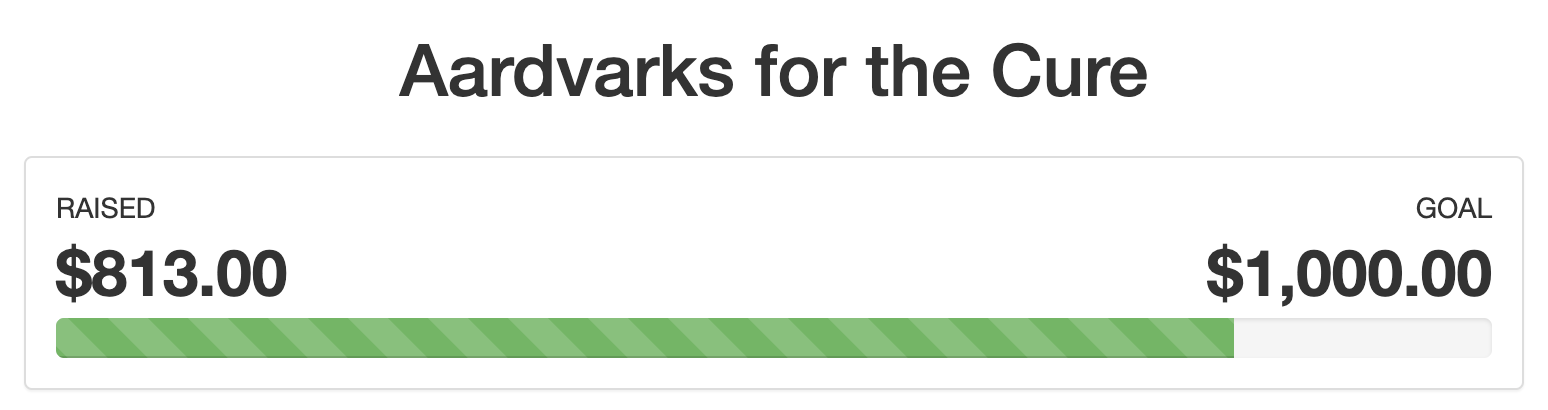 Aardvarks for the Cure
RAISED
GOAL
$813.00
$1,000.00